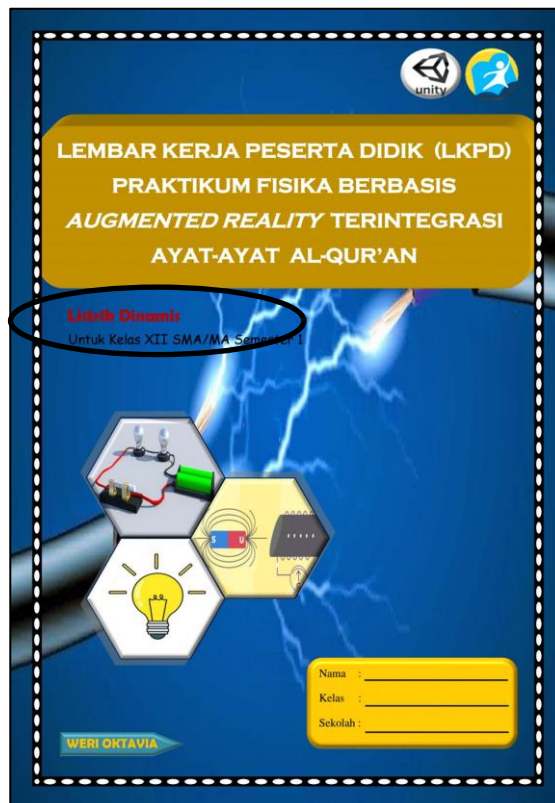 unity
LEMBAR KERJA PESERTA DIDIK (LKPD)
PRAKTIKUM FISIKA BERBASIS
AUGMENTED REALITY TERINTEGRASI
AYAT-AYAT AL-QUR'AN
Listrib Dinamis
Untuk Kelas XII SMA/MA Semester 1
S U
Nama :
Kelas :
Sekolah :
WERI OKTAVIA